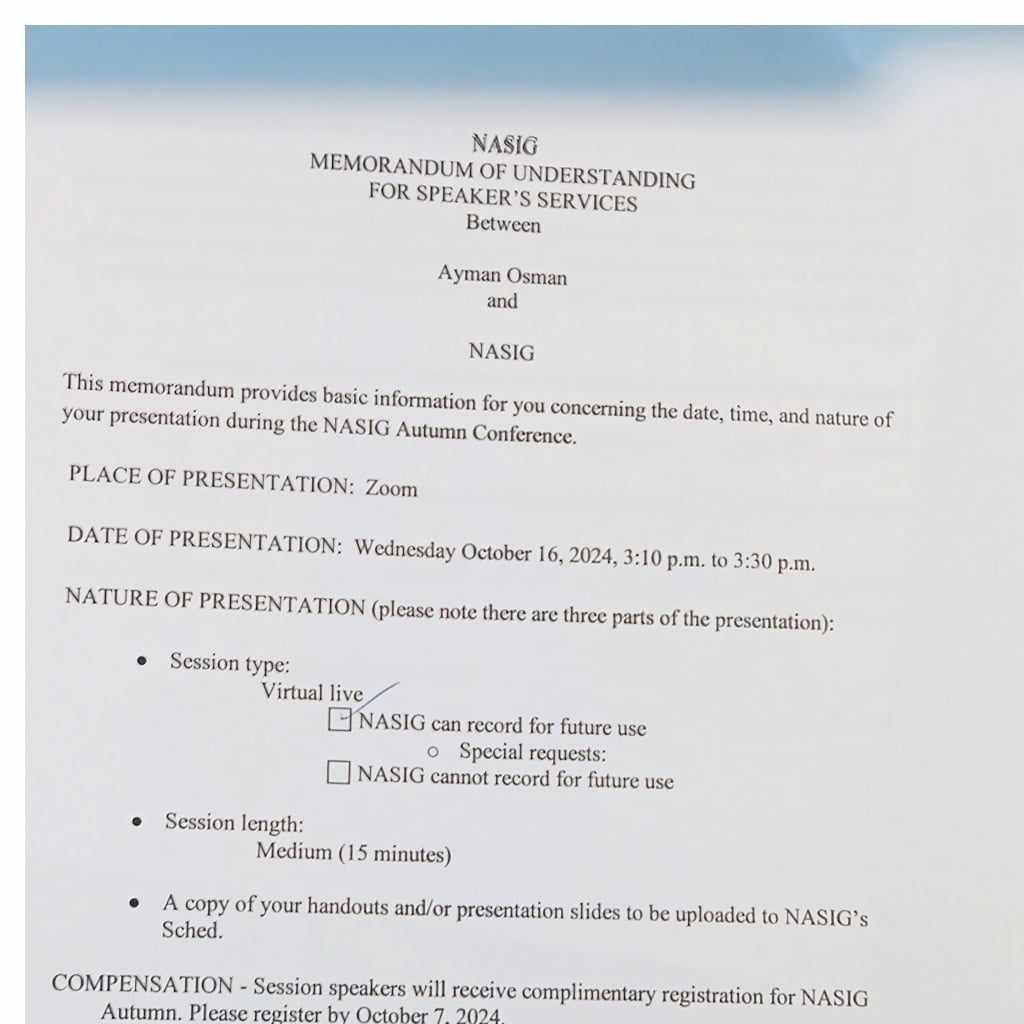 NASIG
MEMORANDUM OF UNDERSTANDING
FOR SPEAKER'S SERVICES
Between
Ayman Osman
and
NASIG
This memorandum provides basic information for you concerning the date, time, and nature of
your presentation during the NASIG Autumn Conference.
PLACE OF PRESENTATION: Zoom
DATE OF PRESENTATION: Wednesday October 16, 2024, 3:10 p.m. to 3:30 p.m.
NATURE OF PRESENTATION (please note there are three parts of the presentation):
• Session type:
Virtual live
☑ NASIG can record for future use
o Special requests:
☐ NASIG cannot record for future use
• Session length:
Medium (15 minutes)
• A copy of your handouts and/or presentation slides to be uploaded to NASIG's
Sched.
COMPENSATION - Session speakers will receive complimentary registration for NASIG
Autumn. Please register by October 7, 2024.